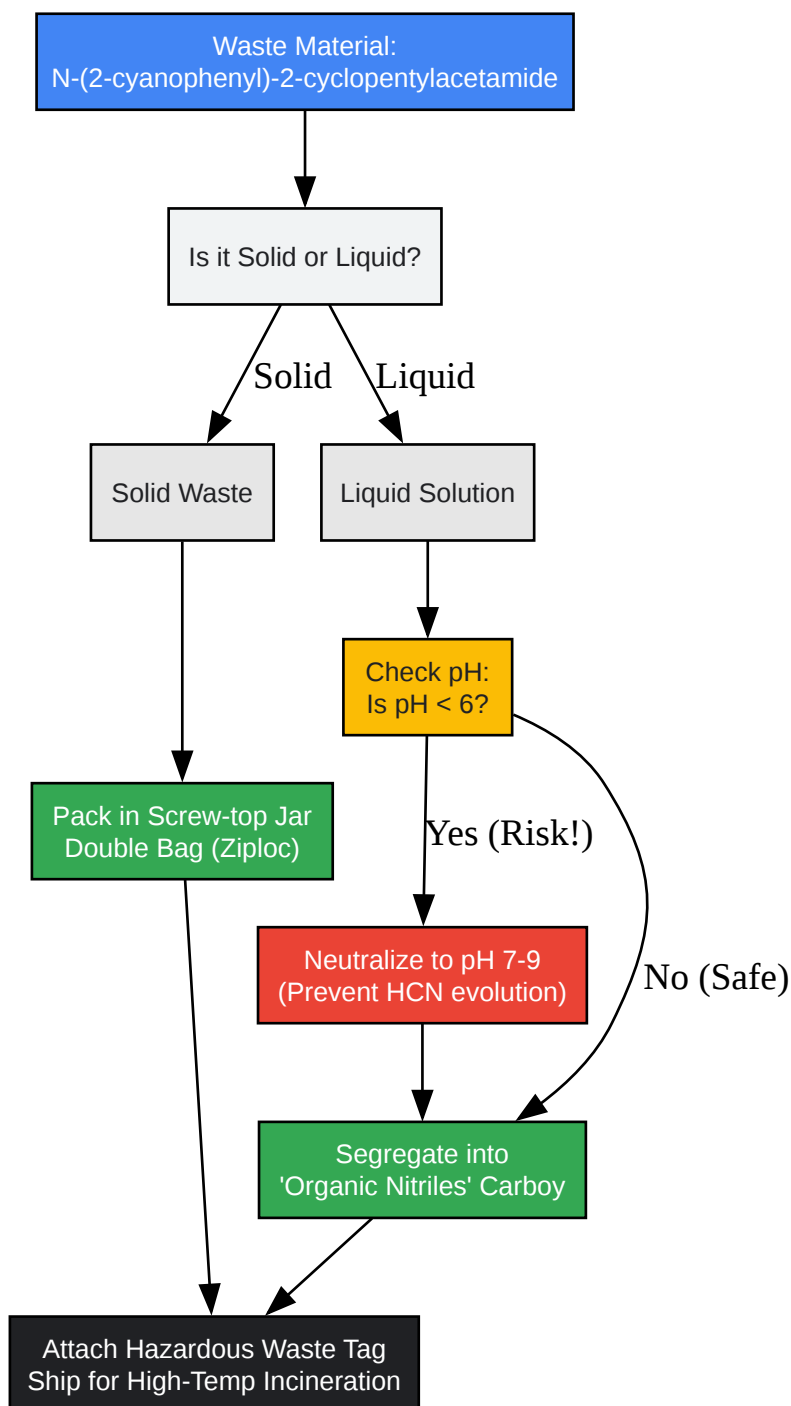 Waste Material:
N-(2-cyanophenyl)-2-cyclopentylacetamide
Is it Solid or Liquid?
Solid
Liquid
Solid Waste
Liquid Solution
Check pH:
Is pH < 6?
Pack in Screw-top Jar
Double Bag (Ziploc)
Yes (Risk!)
Neutralize to pH 7-9
(Prevent HCN evolution)
No (Safe)
Segregate into
'Organic Nitriles' Carboy
Attach Hazardous Waste Tag
Ship for High-Temp Incineration